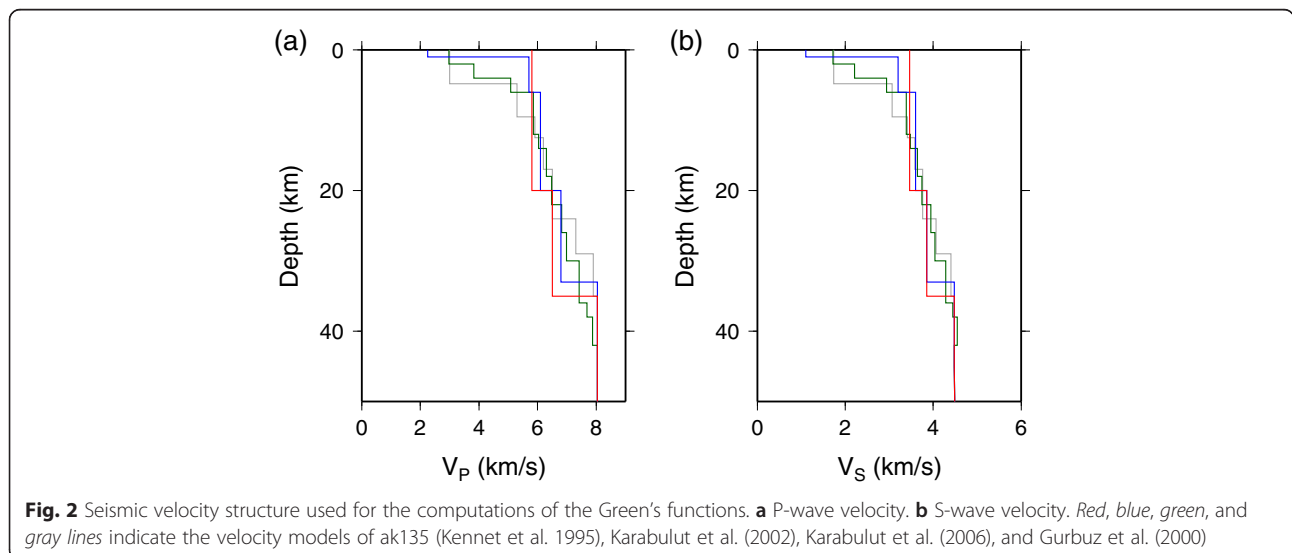 (a)
(b)
0
20
40
Depth (km)
0 2 4 6 8
V_P (km/s)
0
20
40
Depth (km)
0 2 4 6
V_S (km/s)
Fig. 2 Seismic velocity structure used for the computations of the Green's functions. a P-wave velocity. b S-wave velocity. Red, blue, green, and
gray lines indicate the velocity models of ak135 (Kennet et al. 1995), Karabulut et al. (2002), Karabulut et al. (2006), and Gurbuz et al. (2000)